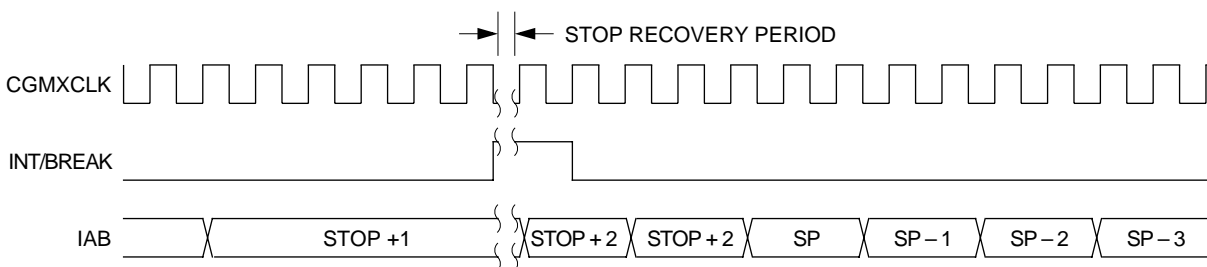 STOP RECOVERY PERIOD
CGMXCLK
INT/BREAK
IAB STOP +1 STOP + 2 STOP + 2 SP SP – 1 SP – 2 SP – 3